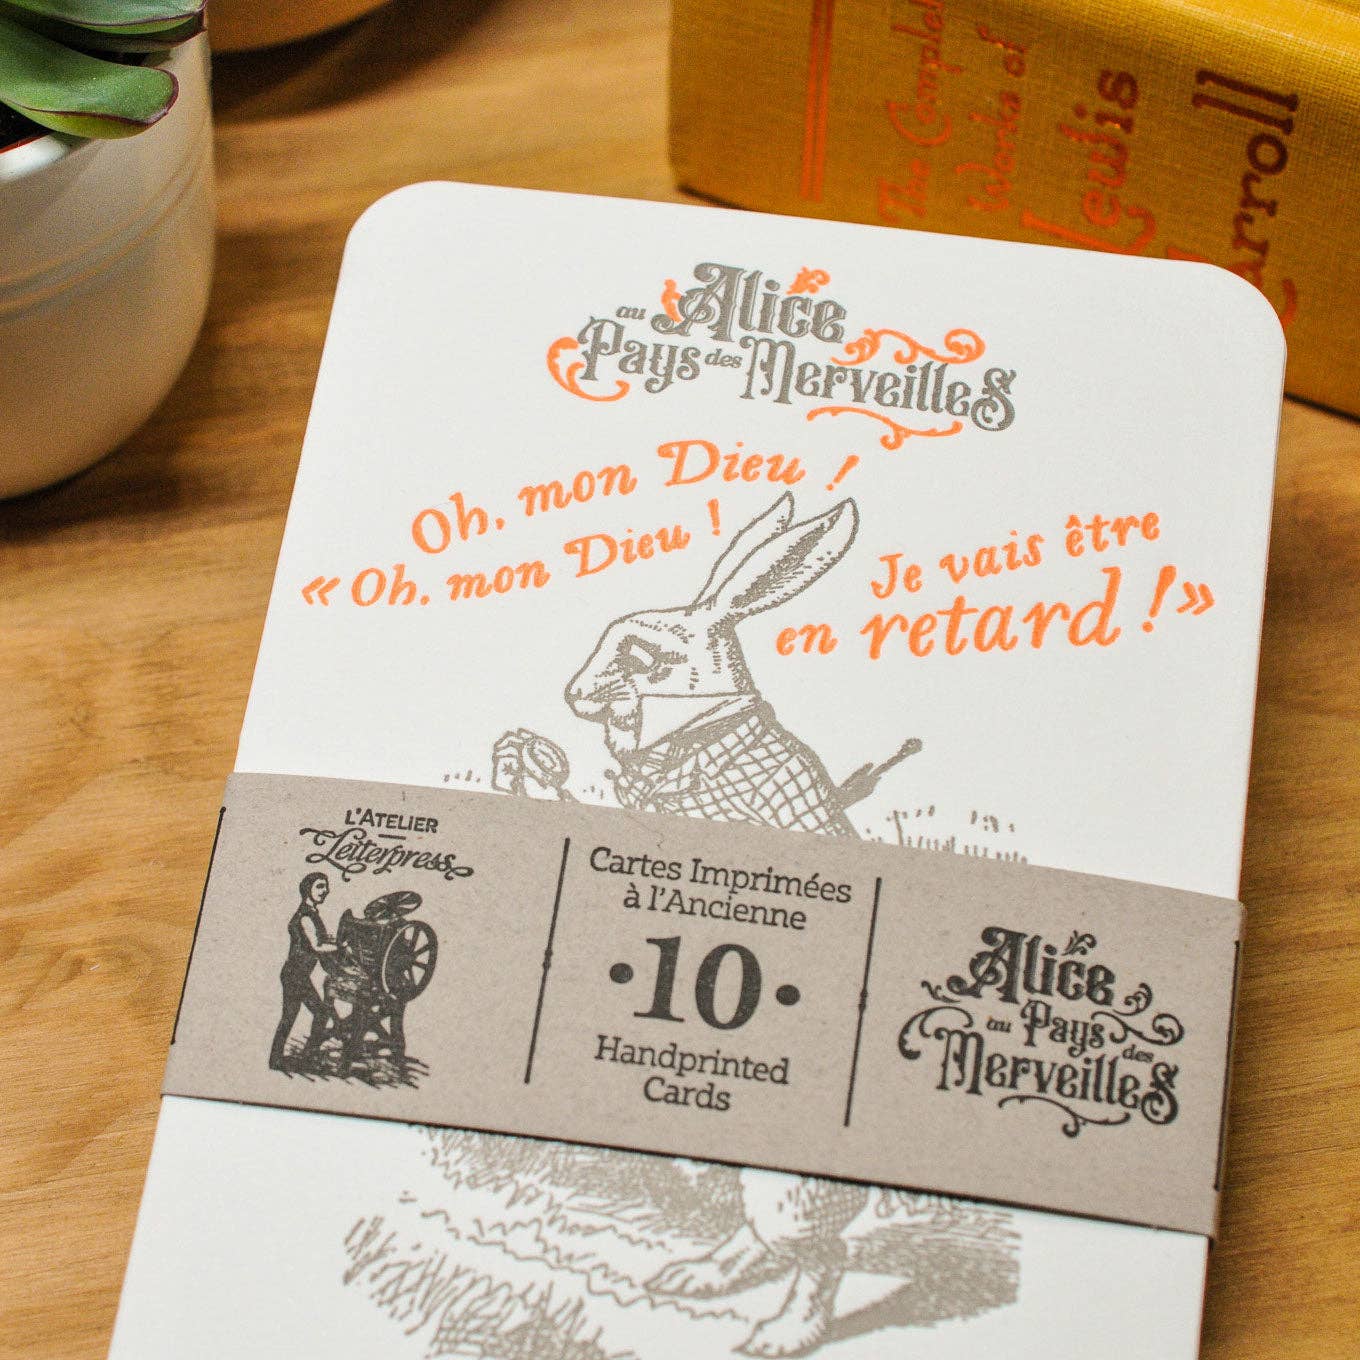 The Complete
Works of
Lewis
Carroll
Alice
au
Pays des Merveilles
Oh, mon Dieu !
« Oh, mon Dieu !
Je vais être
en retard ! »
L'ATELIER
Letterpress
Cartes Imprimées
à l'Ancienne
•10•
Handprinted
Cards
Alice
au Pays des
Merveilles